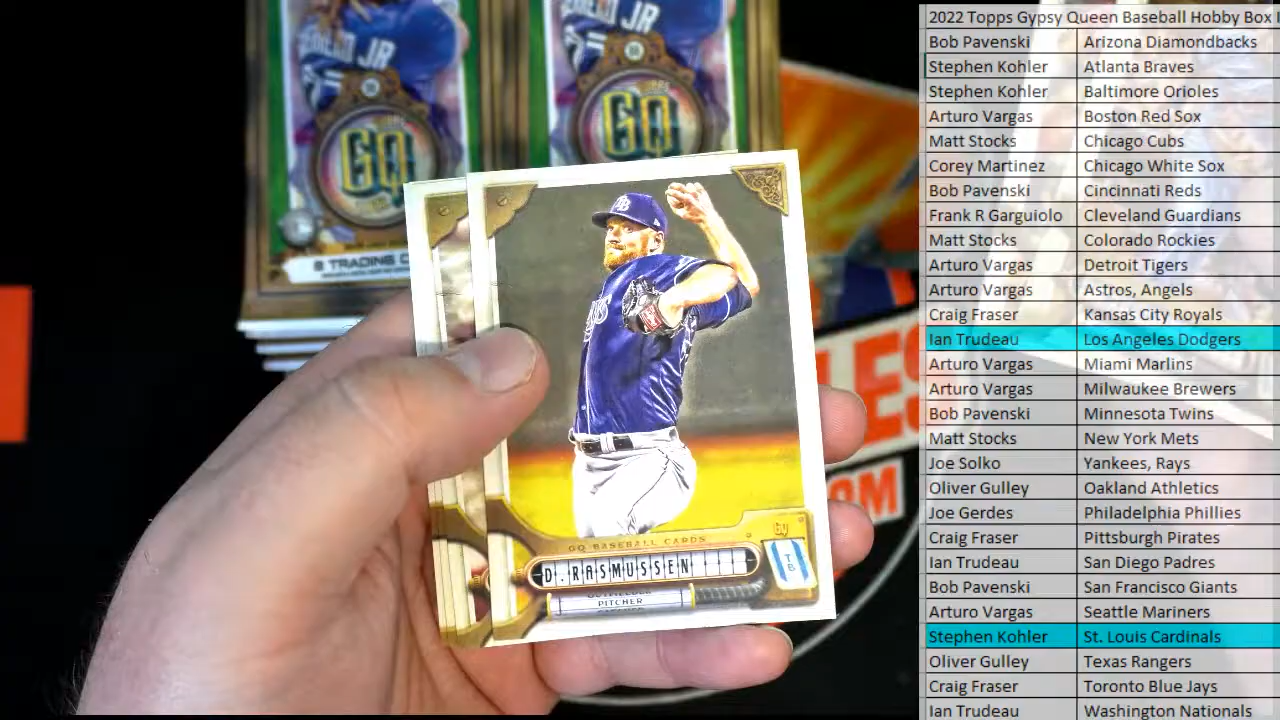 GQ
GQ
8 TRADING
GQ BASEBALL CARDS
D. RASMUSSEN
PITCHER
TB
2022 Topps Gypsy Queen Baseball Hobby Box
Bob Pavenski Arizona Diamondbacks
Stephen Kohler Atlanta Braves
Stephen Kohler Baltimore Orioles
Arturo Vargas Boston Red Sox
Matt Stocks Chicago Cubs
Corey Martinez Chicago White Sox
Bob Pavenski Cincinnati Reds
Frank R Garguiolo Cleveland Guardians
Matt Stocks Colorado Rockies
Arturo Vargas Detroit Tigers
Arturo Vargas Astros, Angels
Craig Fraser Kansas City Royals
Ian Trudeau Los Angeles Dodgers
Arturo Vargas Miami Marlins
Arturo Vargas Milwaukee Brewers
Bob Pavenski Minnesota Twins
Matt Stocks New York Mets
Joe Solko Yankees, Rays
Oliver Gulley Oakland Athletics
Joe Gerdes Philadelphia Phillies
Craig Fraser Pittsburgh Pirates
Ian Trudeau San Diego Padres
Bob Pavenski San Francisco Giants
Arturo Vargas Seattle Mariners
Stephen Kohler St. Louis Cardinals
Oliver Gulley Texas Rangers
Craig Fraser Toronto Blue Jays
Ian Trudeau Washington Nationals